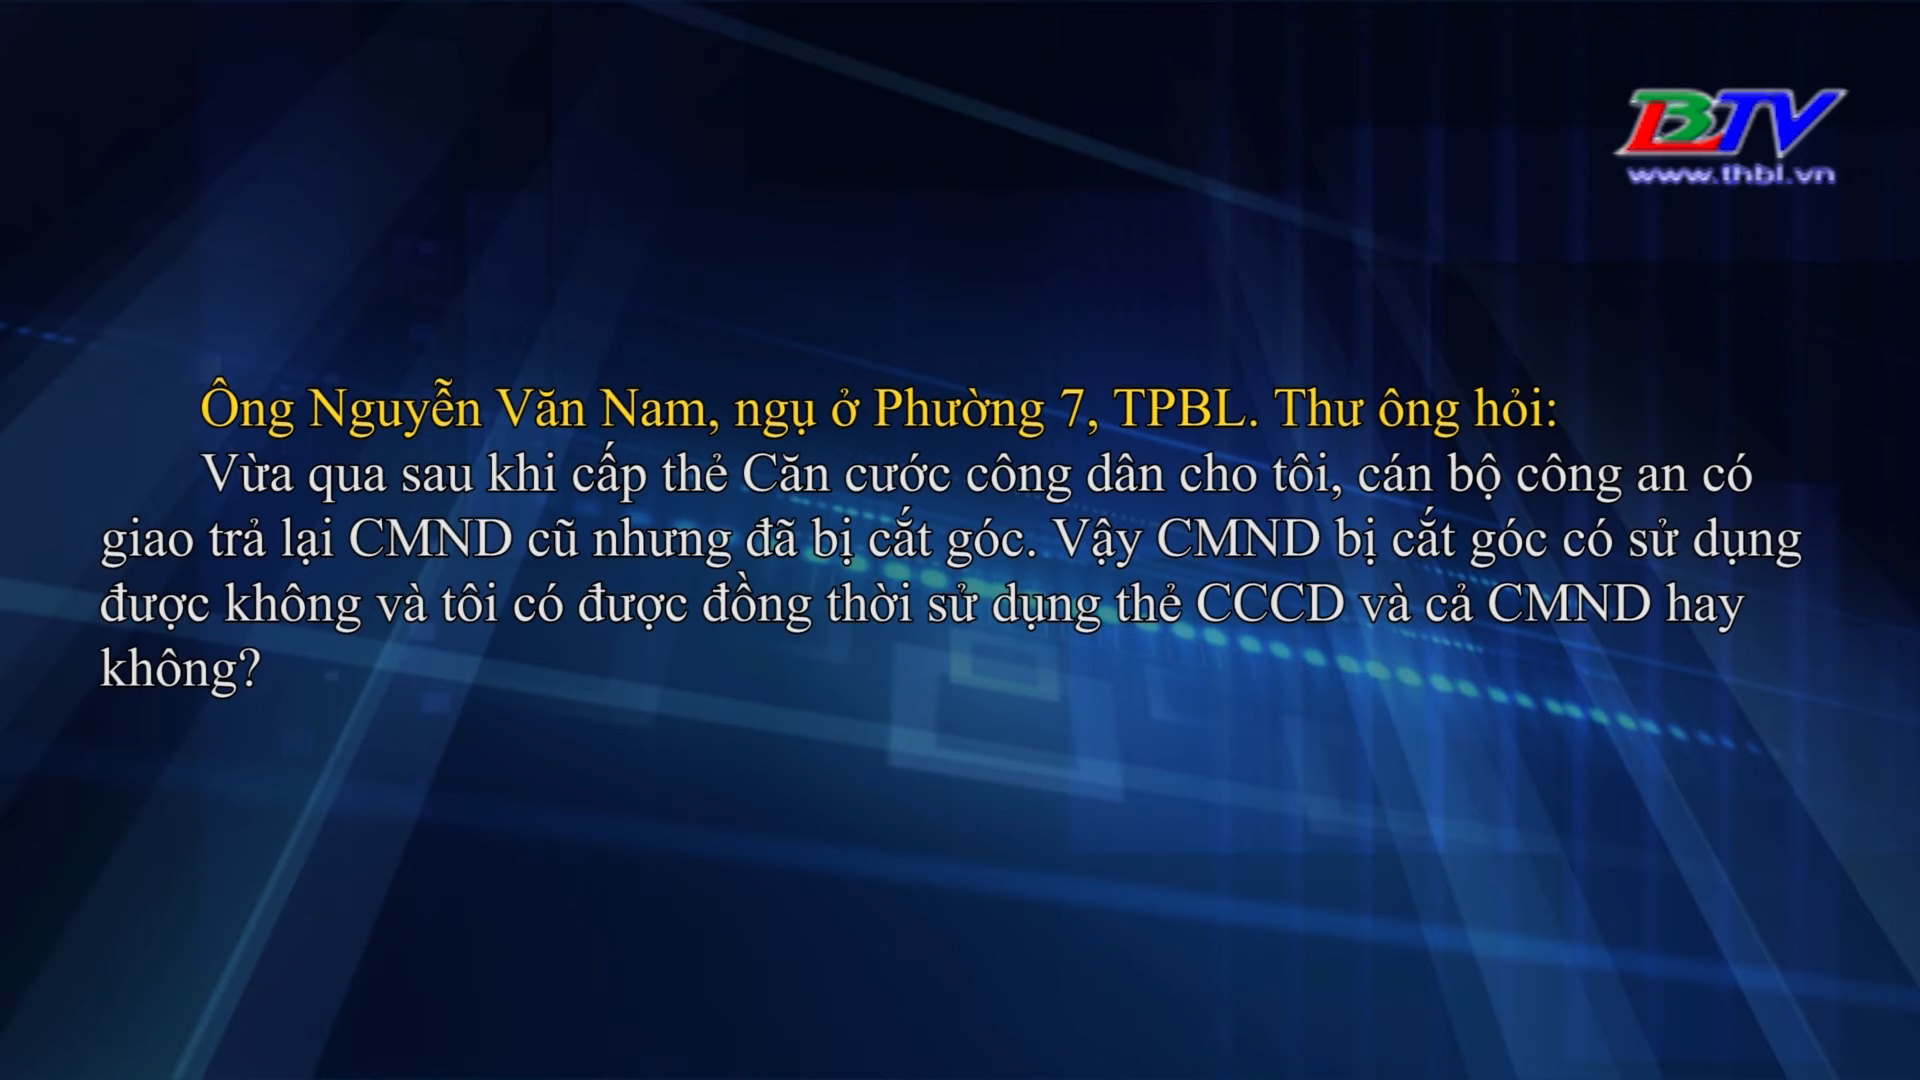 BTV
www.thbl.vn
Ông Nguyễn Văn Nam, ngụ ở Phường 7, TPBL. Thư ông hỏi:
Vừa qua sau khi cấp thẻ Căn cước công dân cho tôi, cán bộ công an có
giao trả lại CMND cũ nhưng đã bị cắt góc. Vậy CMND bị cắt góc có sử dụng
được không và tôi có được đồng thời sử dụng thẻ CCCD và cả CMND hay
không?